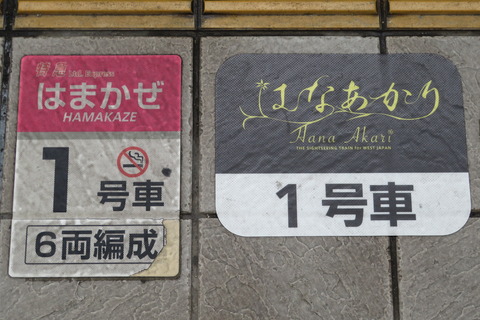 特急 Ltd. Express
はまかぜ
HAMAKAZE
1号車
6両編成
はなあかり
Hana Akari
THE SIGHTSEEING TRAIN for WEST JAPAN
1号車